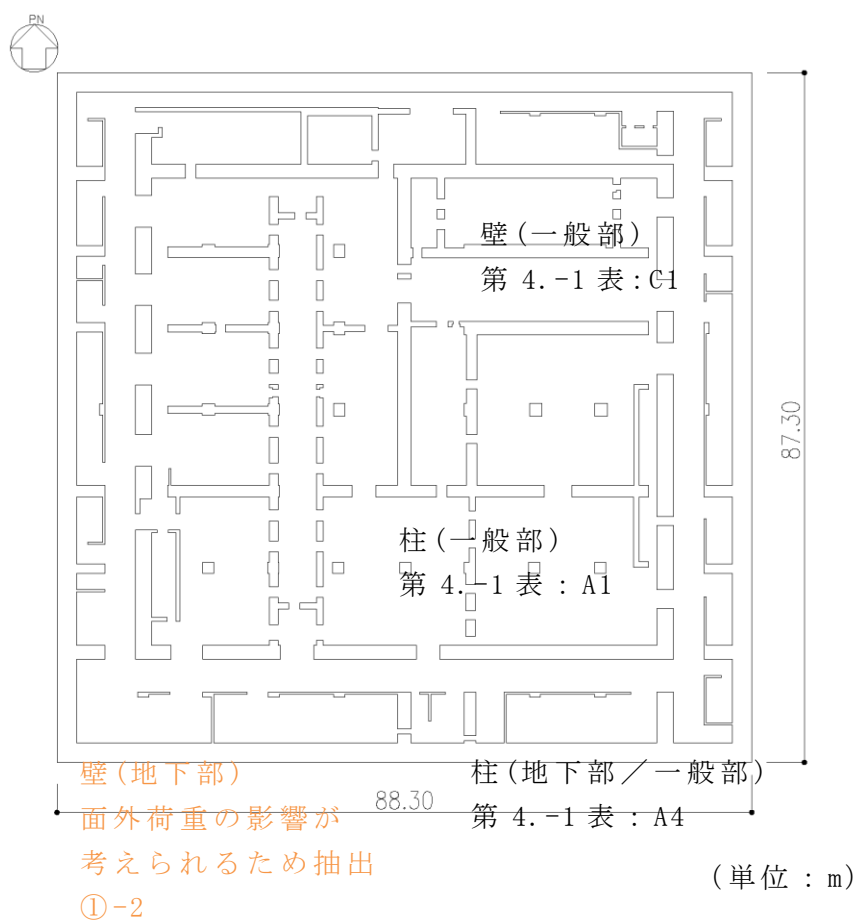 PN
壁(一般部)
第 4.-1 表:C1
87.30
柱(一般部)
第 4.-1 表 : A1
壁(地下部)
面外荷重の影響が
考えられるため抽出
①-2
88.30
柱(地下部／一般部)
第 4.-1 表 : A4
(単位 : m)